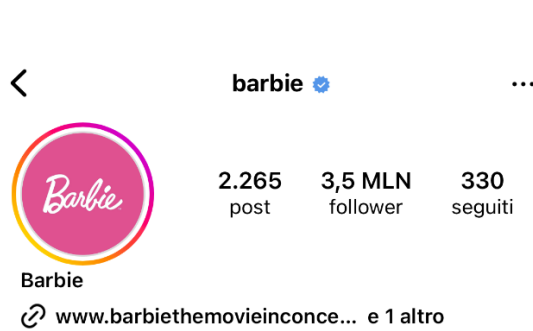 barbie
Barbie
2.265 3,5 MLN 330
post follower seguiti
Barbie
www.barbiethemovieinconce... e 1 altro